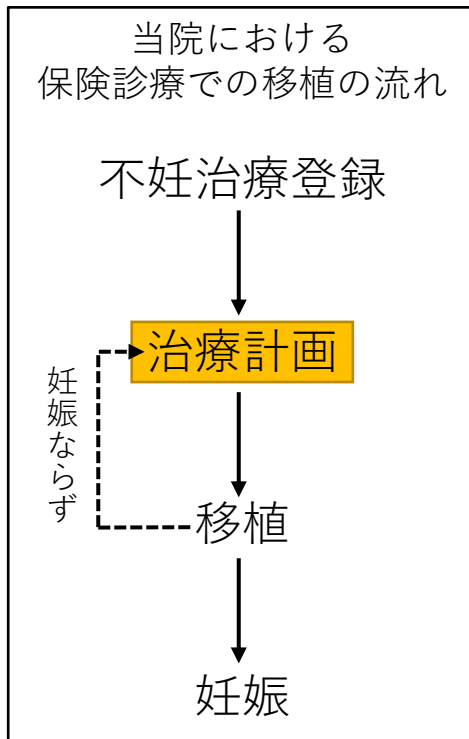 当院における
保険診療での移植の流れ
不妊治療登録
治療計画
妊娠ならず
移植
妊娠